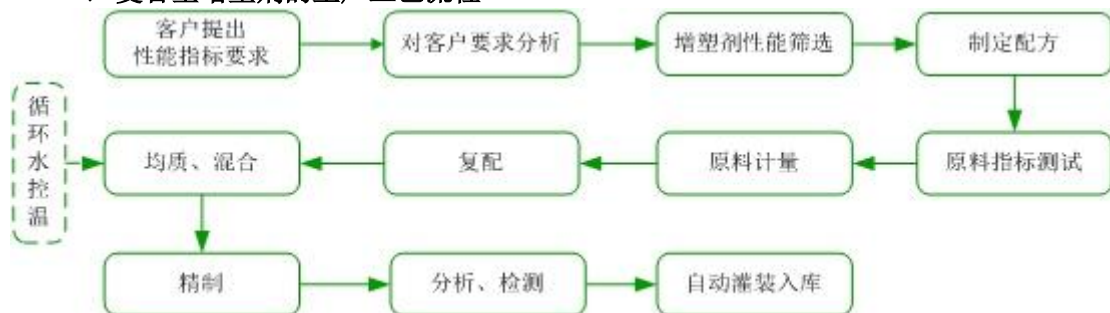 客户提出
性能指标要求
对客户要求分析
增塑剂性能筛选
制定配方
循
环
水
控
温
均质、混合
复配
原料计量
原料指标测试
精制
分析、检测
自动灌装入库